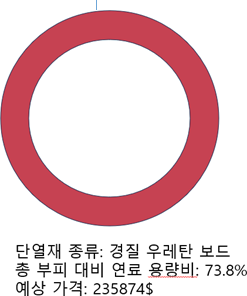 단열재 종류: 경질 우레탄 보드
총 부피 대비 연료 용량비: 73.8%
예상 가격: 235874$